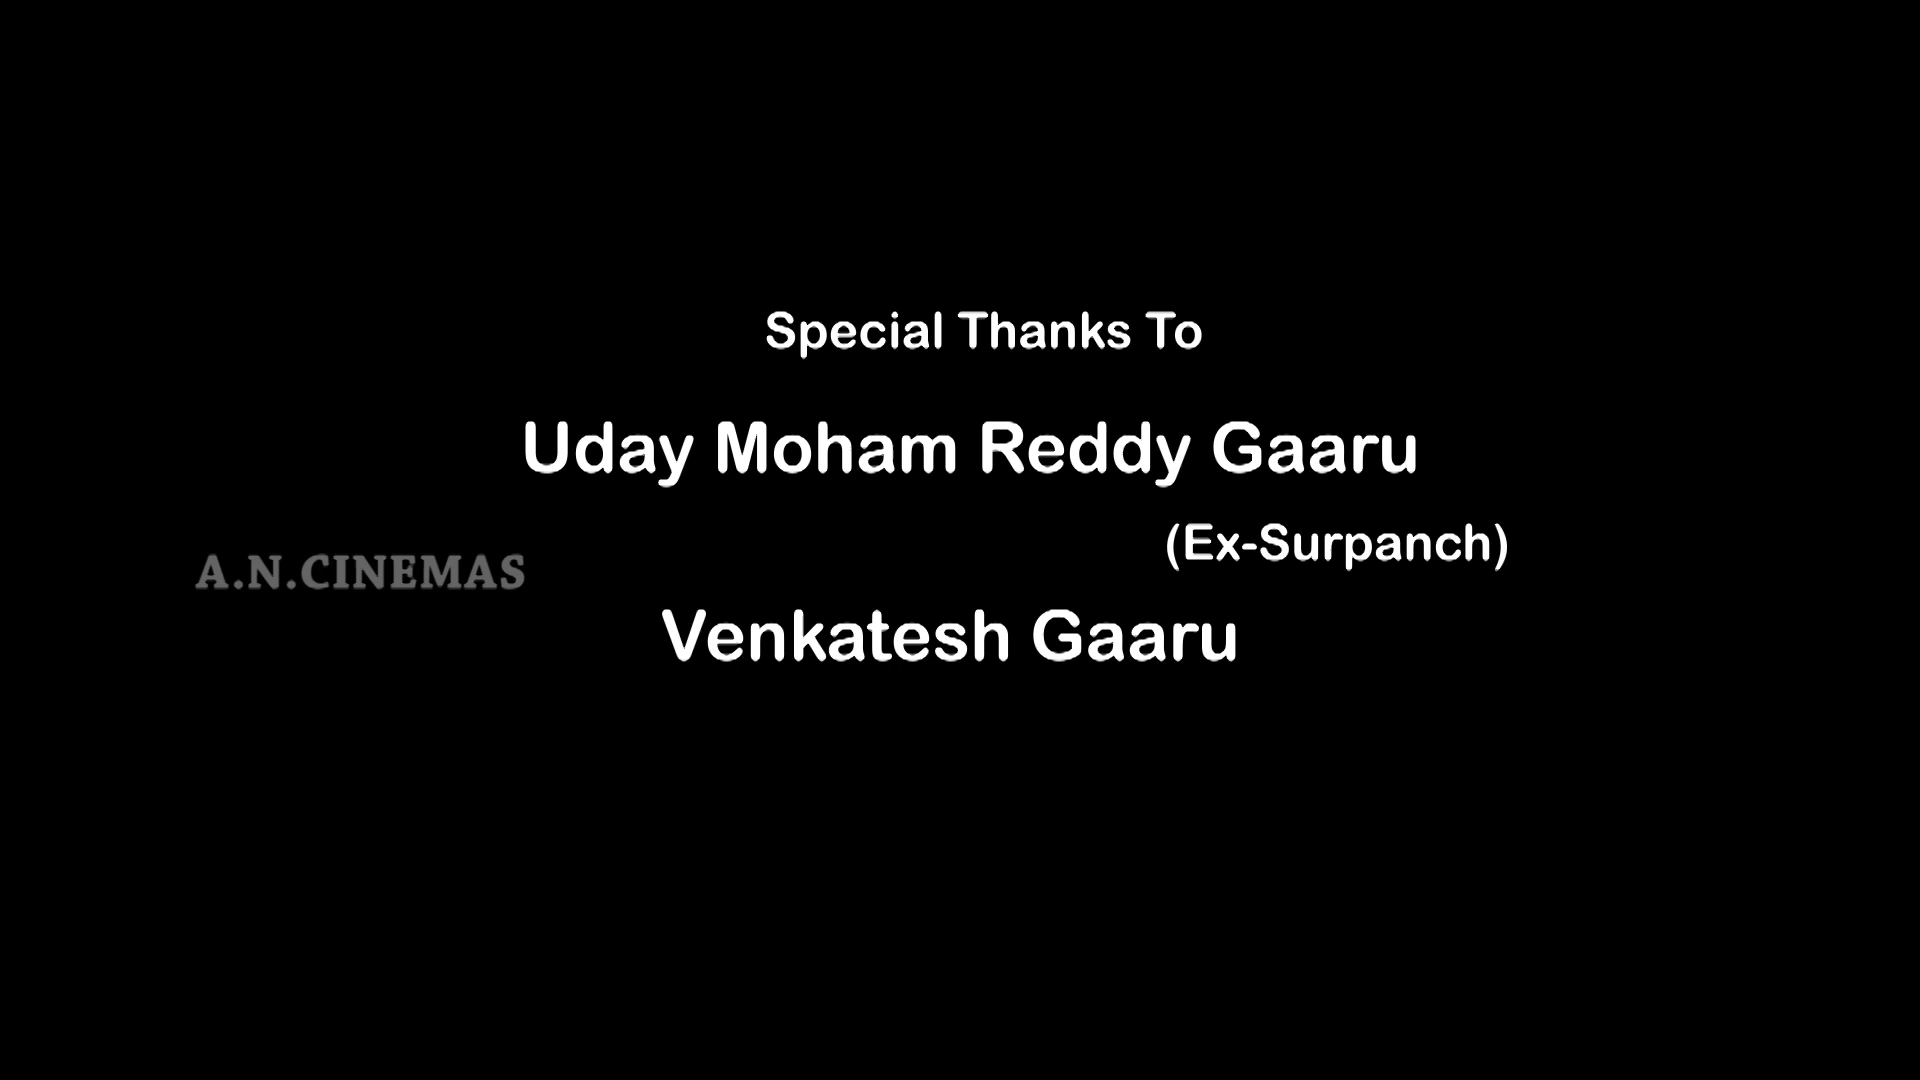 Special Thanks To
Uday Moham Reddy Gaaru
(Ex-Surpanch)
A.N.CINEMAS
Venkatesh Gaaru